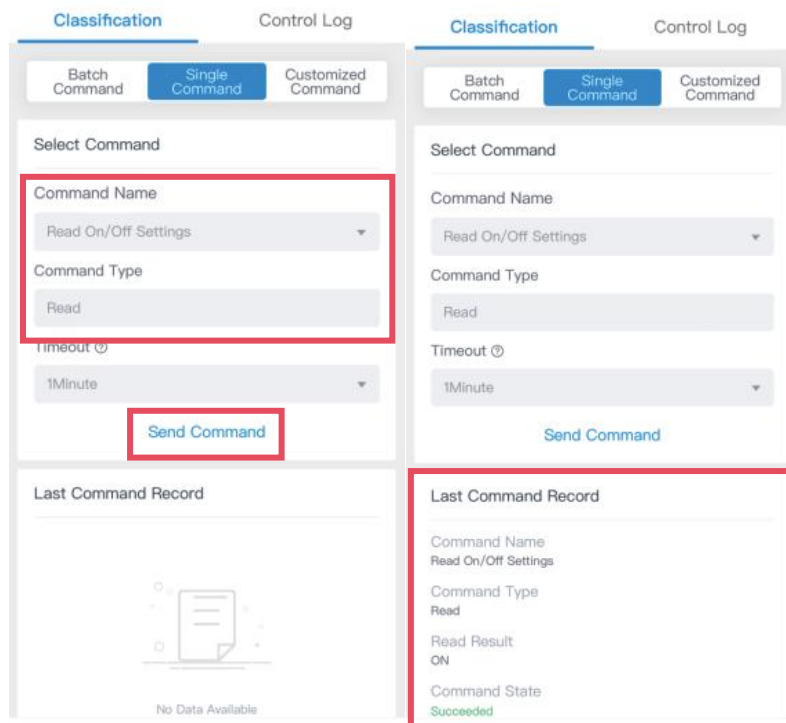 Classification Control Log
Batch Command Single Command Customized Command
Select Command
Command Name
Read On/Off Settings
Command Type
Read
Timeout
1Minute
Send Command
Last Command Record
No Data Available
Classification Control Log
Batch Command Single Command Customized Command
Select Command
Command Name
Read On/Off Settings
Command Type
Read
Timeout
1Minute
Send Command
Last Command Record
Command Name
Read On/Off Settings
Command Type
Read
Read Result
ON
Command State
Succeeded